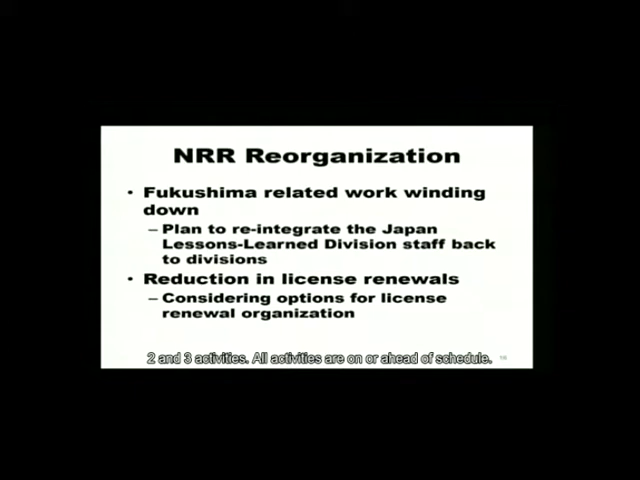 NRR Reorganization
• Fukushima related work winding
down
– Plan to re-integrate the Japan
Lessons-Learned Division staff back
to divisions
• Reduction in license renewals
– Considering options for license
renewal organization
2 and 3 activities. All activities are on or ahead of schedule.